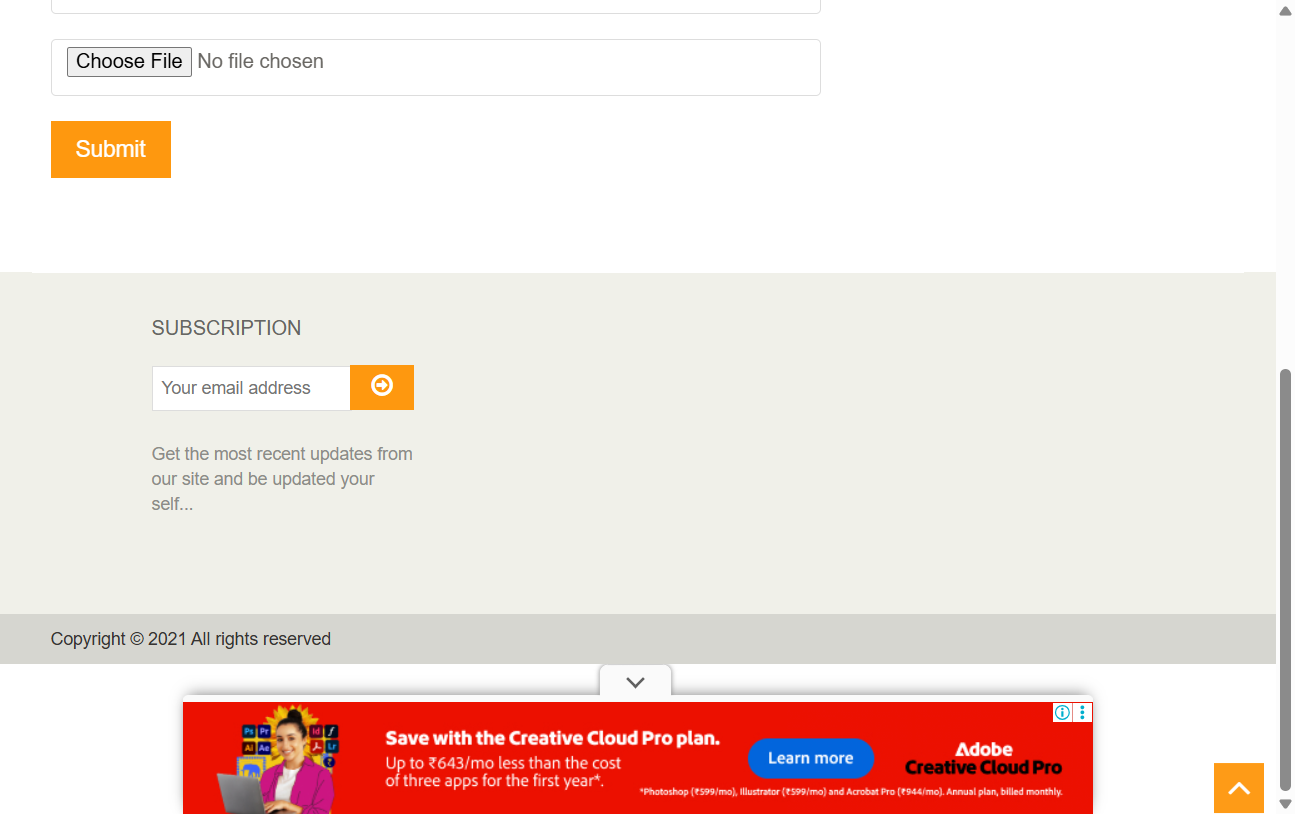 Choose File No file chosen
Submit
SUBSCRIPTION
Your email address
Get the most recent updates from
our site and be updated your
self...
Copyright © 2021 All rights reserved
Ps Pr Id f
Ai Ae Lr
Save with the Creative Cloud Pro plan.
Up to ₹643/mo less than the cost
of three apps for the first year*.
Learn more
Adobe
Creative Cloud Pro
*Photoshop (₹599/mo), Illustrator (₹599/mo) and Acrobat Pro (₹944/mo). Annual plan, billed monthly.